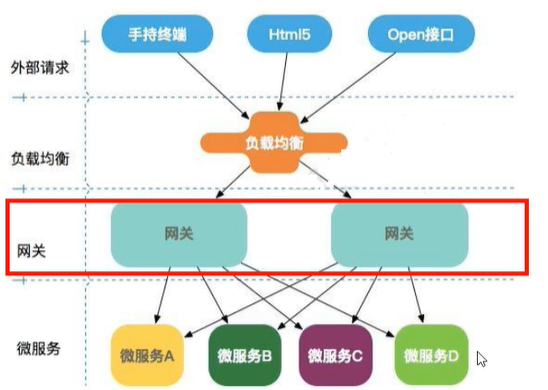 手持终端
Html5
Open接口
外部请求
负载均衡
负载均衡
网关
网关
网关
微服务
微服务A
微服务B
微服务C
微服务D